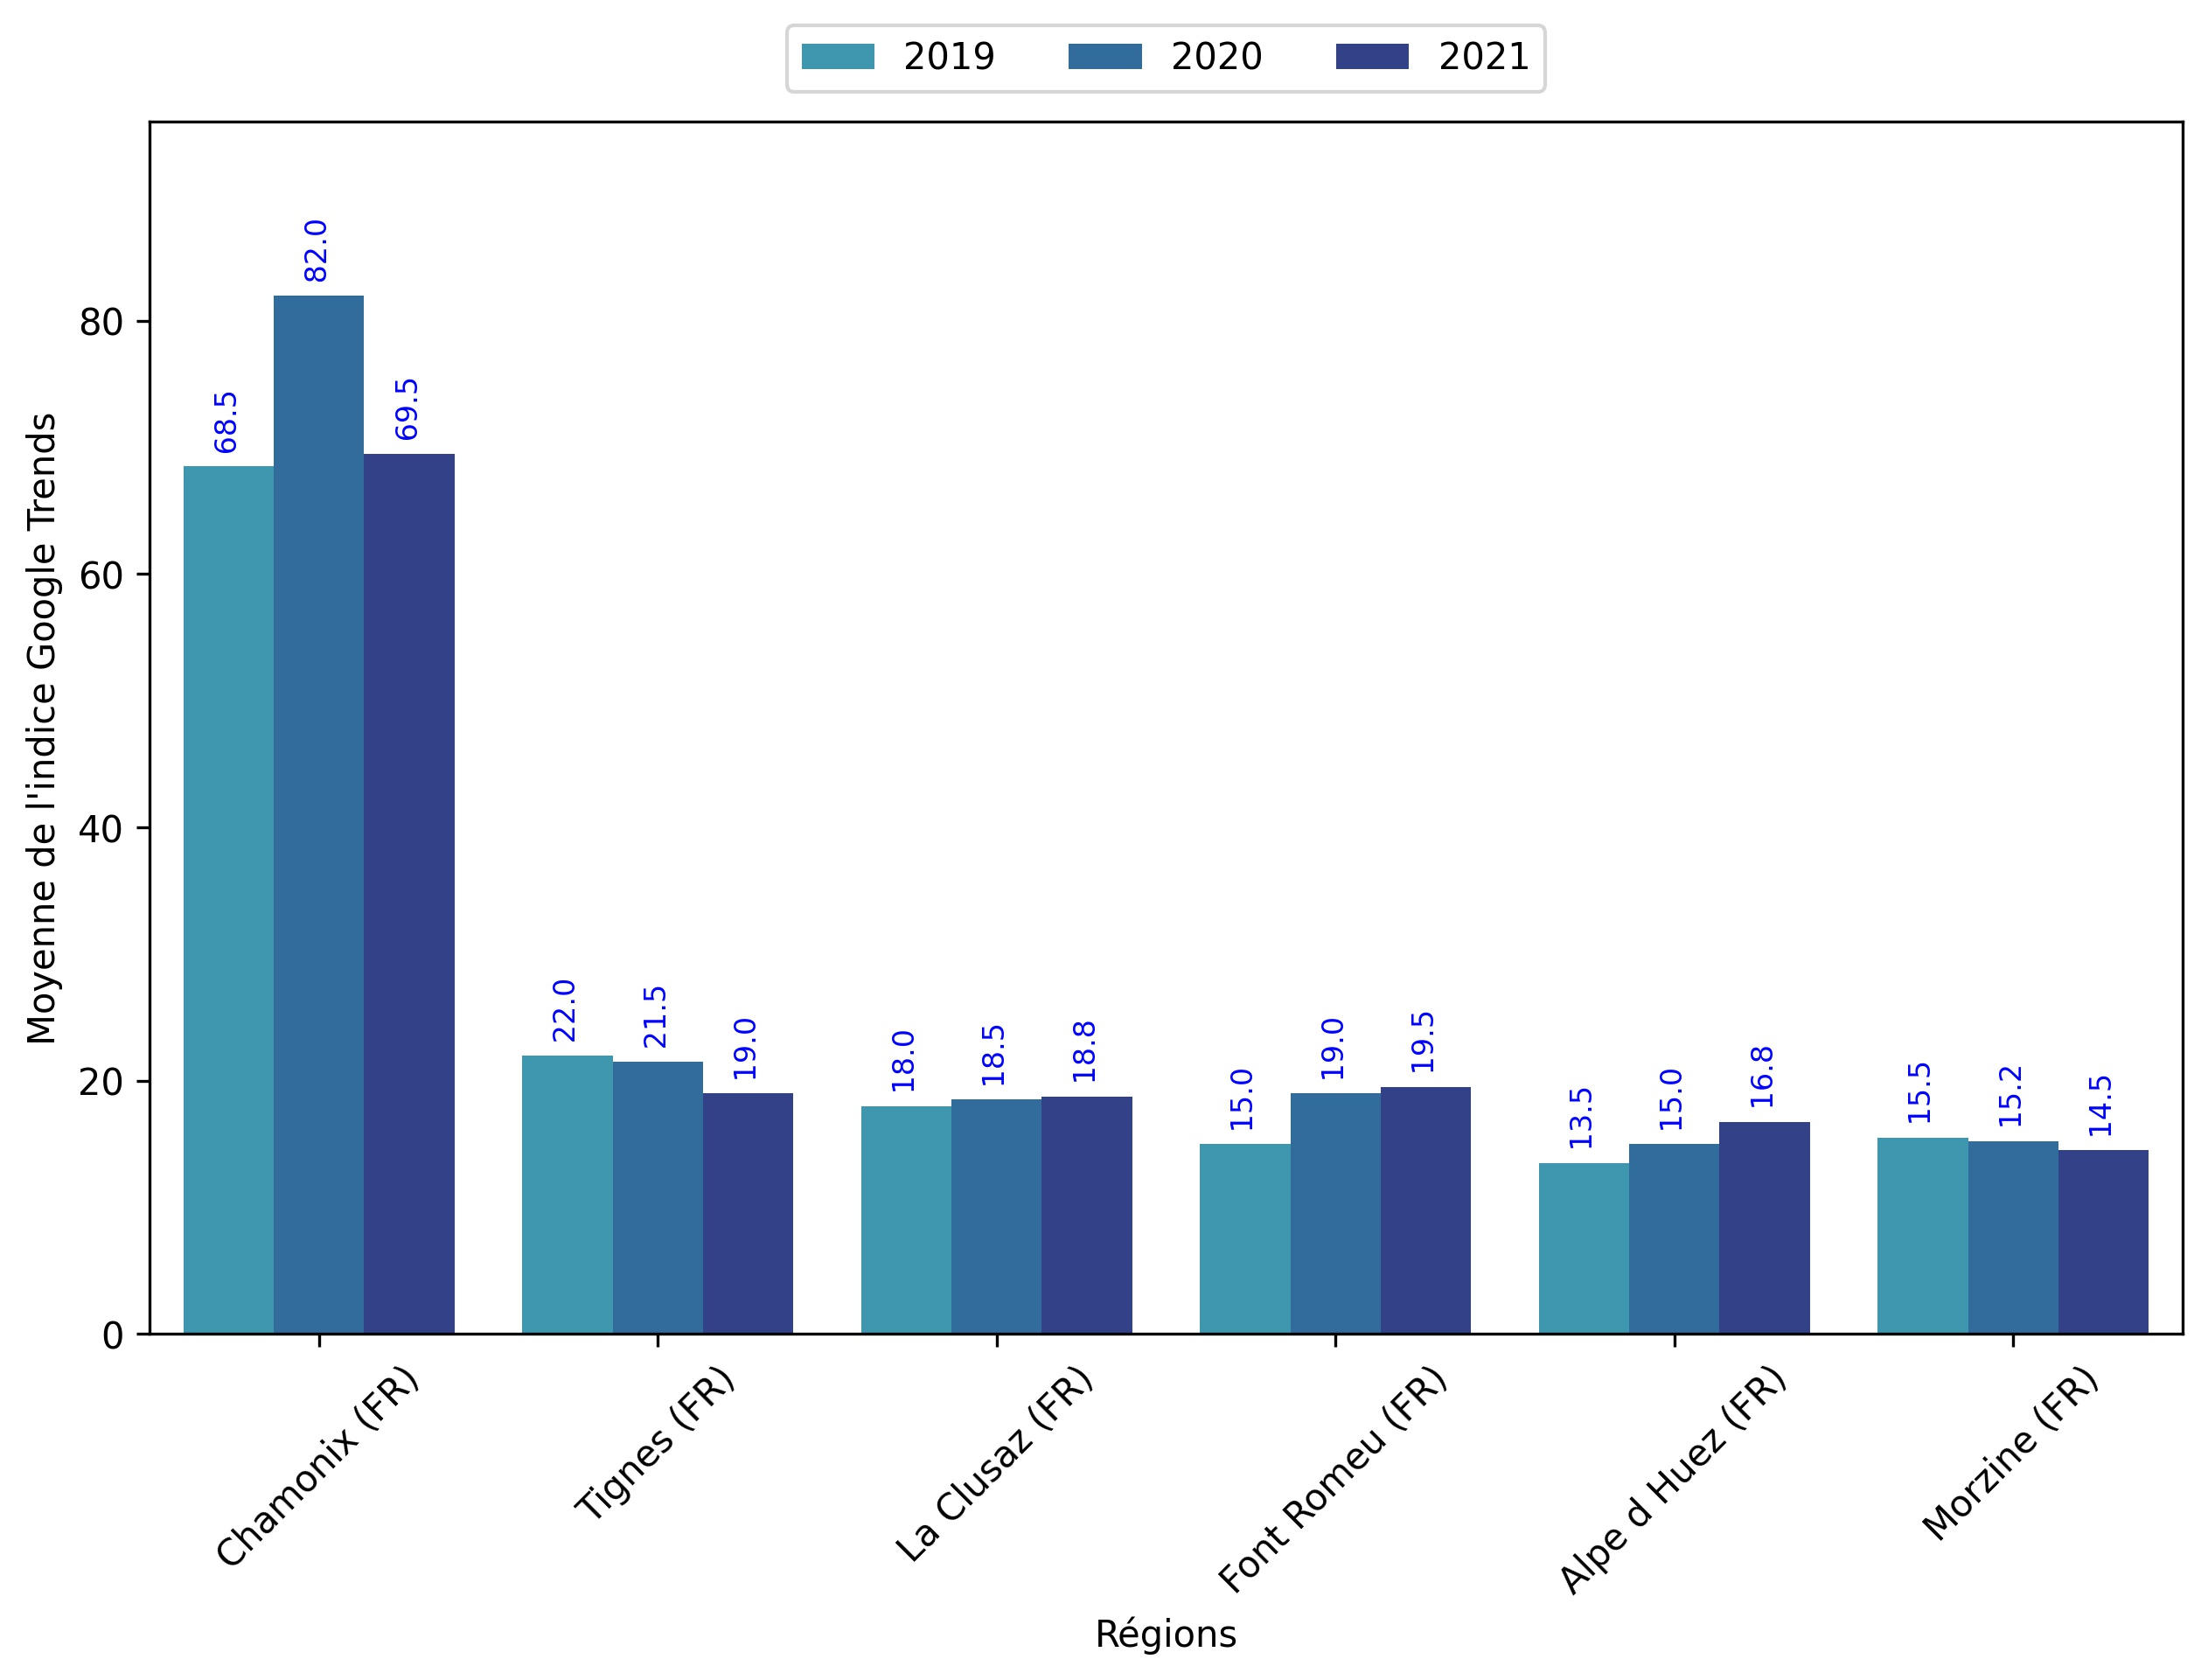 2019 2020 2021
Moyenne de l'indice Google Trends
80
60
40
20
0
68.5 82.0 69.5
22.0 21.5 19.0
18.0 18.5 18.8
15.0 19.0 19.5
13.5 15.0 16.8
15.5 15.2 14.5
Chamonix (FR)
Tignes (FR)
La Clusaz (FR)
Font Romeu (FR)
Alpe d Huez (FR)
Morzine (FR)
Régions